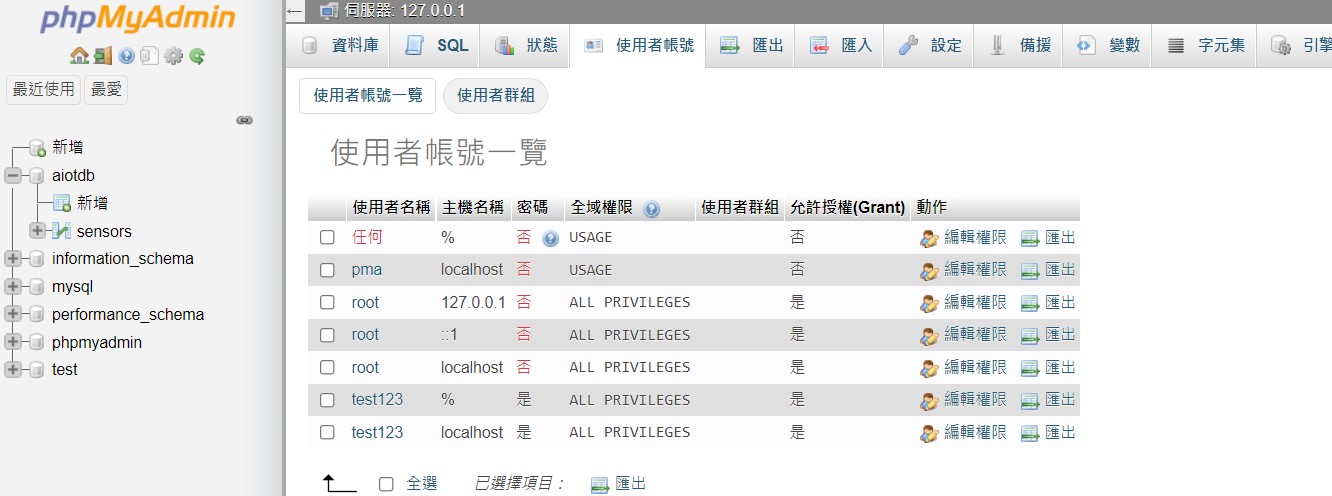 phpMyAdmin
最近使用 最愛
新增
aiotdb
新增
sensors
information_schema
mysql
performance_schema
phpmyadmin
test
伺服器: 127.0.0.1
資料庫 SQL 狀態 使用者帳號 匯出 匯入 設定 備援 變數 字元集 引擎
使用者帳號一覽 使用者群組
使用者帳號一覽
使用者名稱 主機名稱 密碼 全域權限 使用者群組 允許授權(Grant) 動作
任何 % 否 USAGE 否 編輯權限 匯出
pma localhost 否 USAGE 否 編輯權限 匯出
root 127.0.0.1 否 ALL PRIVILEGES 是 編輯權限 匯出
root ::1 否 ALL PRIVILEGES 是 編輯權限 匯出
root localhost 否 ALL PRIVILEGES 是 編輯權限 匯出
test123 % 是 ALL PRIVILEGES 是 編輯權限 匯出
test123 localhost 是 ALL PRIVILEGES 是 編輯權限 匯出
全選 已選擇項目： 匯出